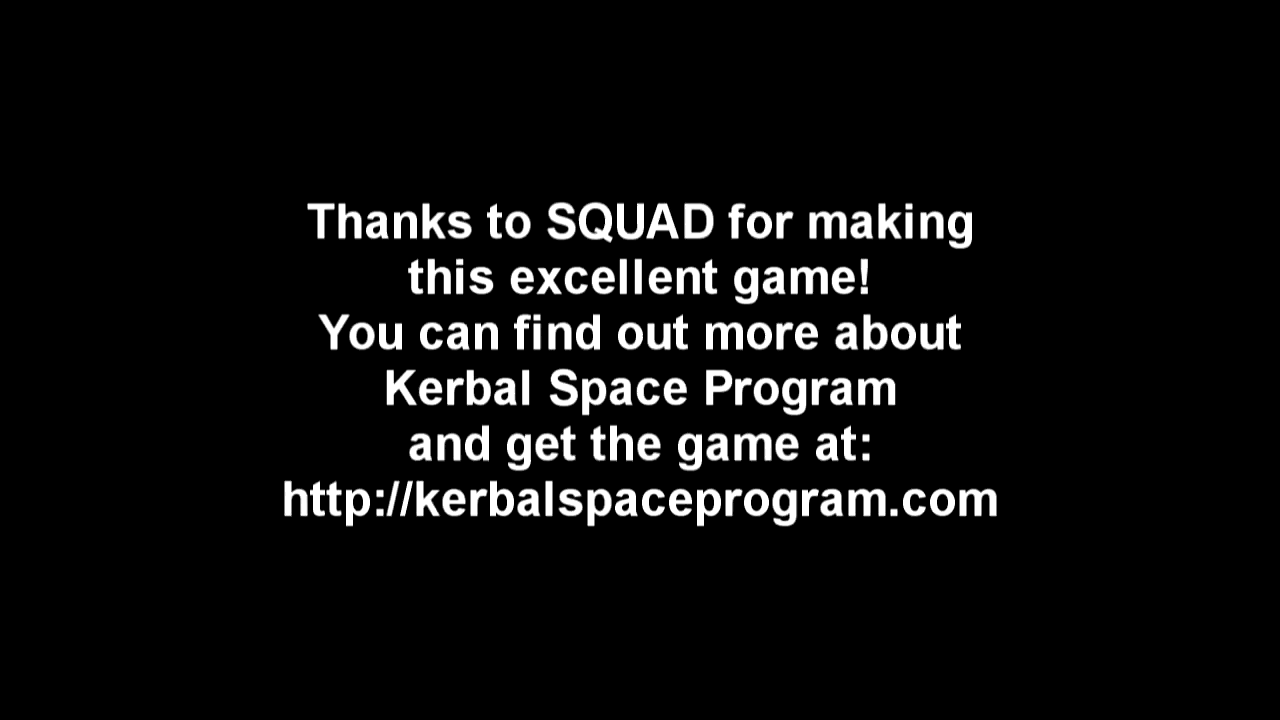 Thanks to SQUAD for making
this excellent game!
You can find out more about
Kerbal Space Program
and get the game at:
http://kerbalspaceprogram.com